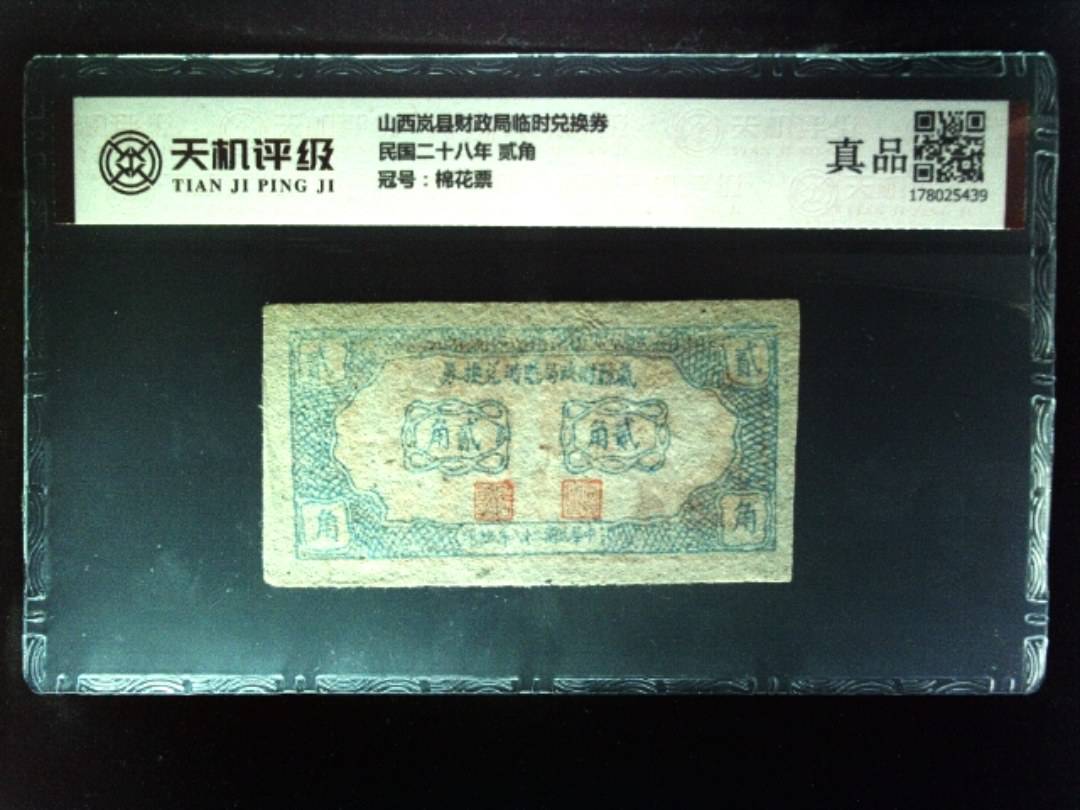 天机评级
TIAN JI PING JI
山西岚县财政局临时兑换券
民国二十八年 贰角
冠号：棉花票
真品
178025439
贰
贰
角貳
角貳
角
角